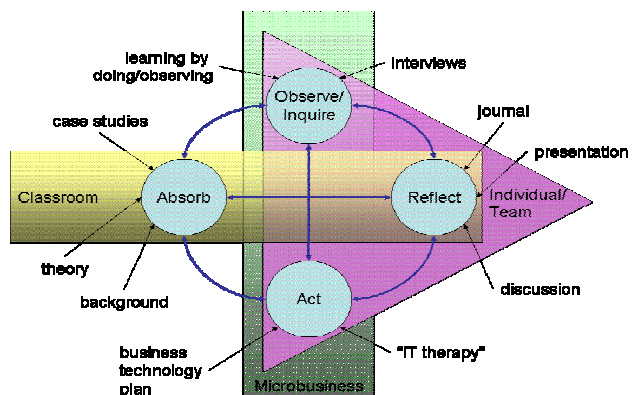 learning by
doing/observing
interviews
Observe/
Inquire
case studies
journal
presentation
Classroom
Absorb
Reflect
Individual/
Team
theory
background
discussion
Act
business
technology
plan
"IT therapy"
Microbusiness